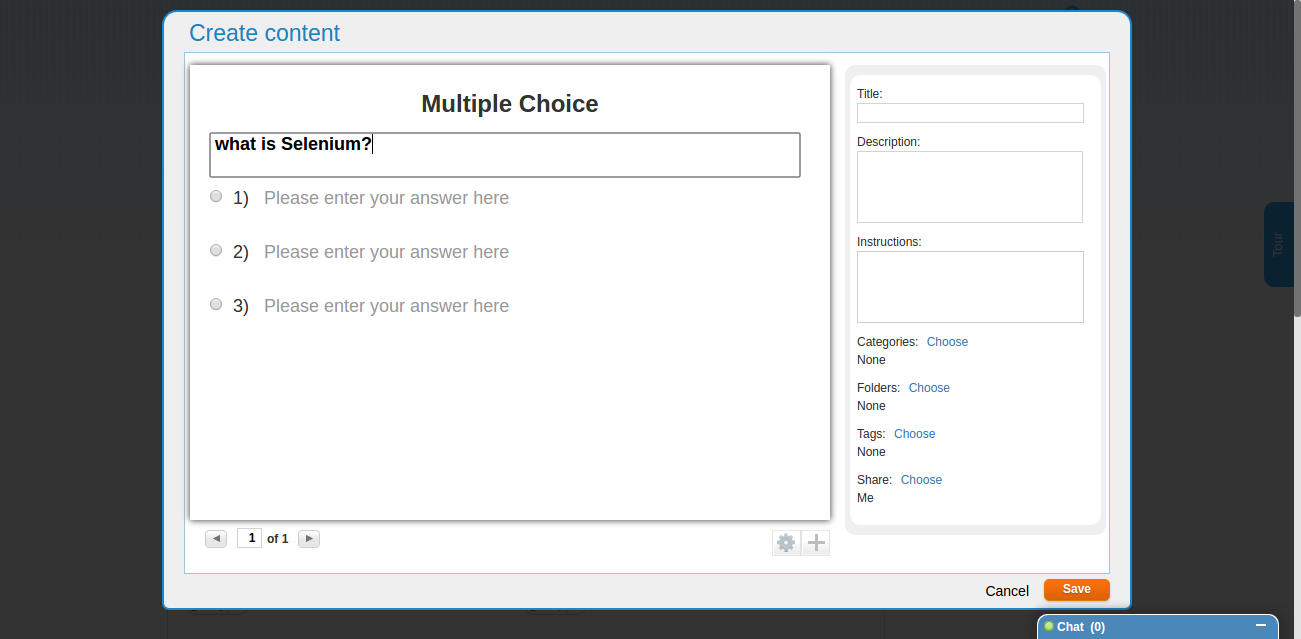 Create content
Multiple Choice
what is Selenium?
1) Please enter your answer here
2) Please enter your answer here
3) Please enter your answer here
1 of 1
Title:
Description:
Instructions:
Categories: Choose
None
Folders: Choose
None
Tags: Choose
None
Share: Choose
Me
Cancel
Save
Tour
Chat (0)